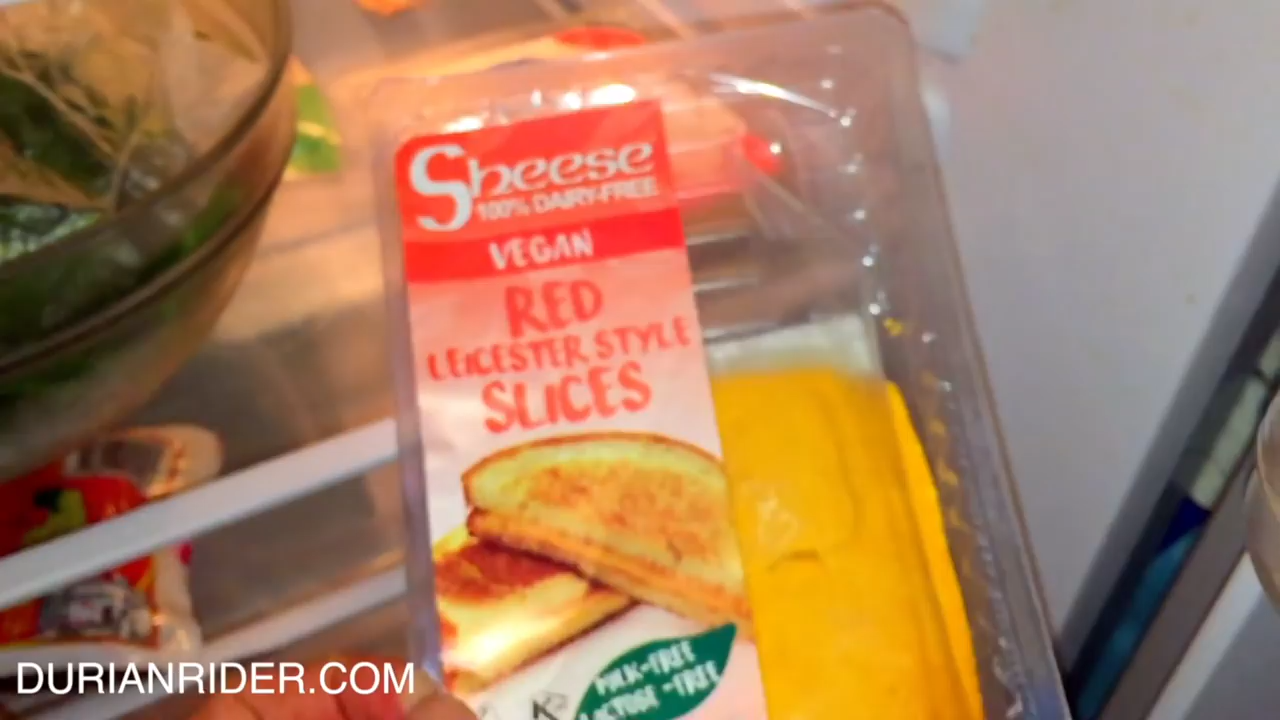 Sheese
100% DAIRY-FREE
VEGAN
RED
LEICESTER STYLE
SLICES
MILK-FREE
LACTOSE-FREE
K
DURIANRIDER.COM